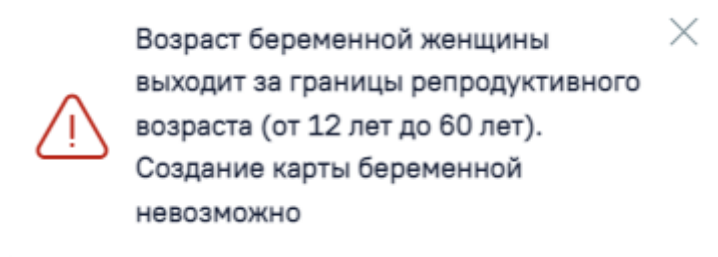 Возраст беременной женщины
выходит за границы репродуктивного
возраста (от 12 лет до 60 лет).
Создание карты беременной
невозможно